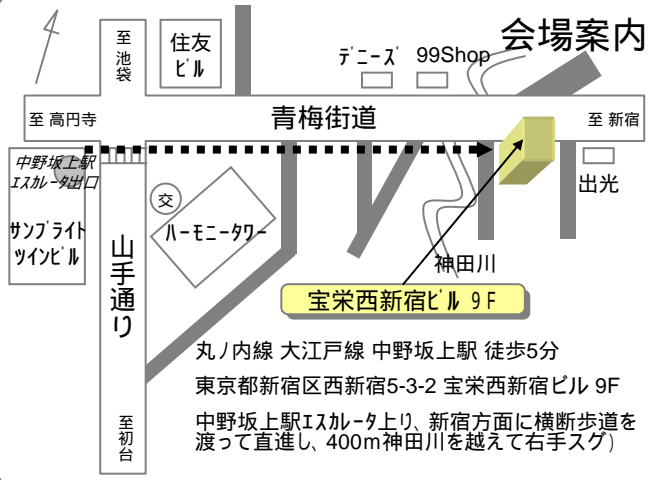 会場案内
至池袋
住友
ビル
ﾃﾞﾆｰｽﾞ
99Shop
至 高円寺
青梅街道
至 新宿
中野坂上駅
ｴｽｶﾚｰﾀ出口
交
出光
ｻﾝﾌﾞﾗｲﾄ
ﾂｲﾝﾋﾞﾙ
ﾊｰﾓﾆｰﾀﾜｰ
山手通り
神田川
宝栄西新宿ﾋﾞﾙ 9F
丸ノ内線 大江戸線 中野坂上駅 徒歩5分
東京都新宿区西新宿5-3-2 宝栄西新宿ビル 9F
中野坂上駅ｴｽｶﾚｰﾀ上り、新宿方面に横断歩道を
渡って直進し、400m神田川を越えて右手スグ)
至初台